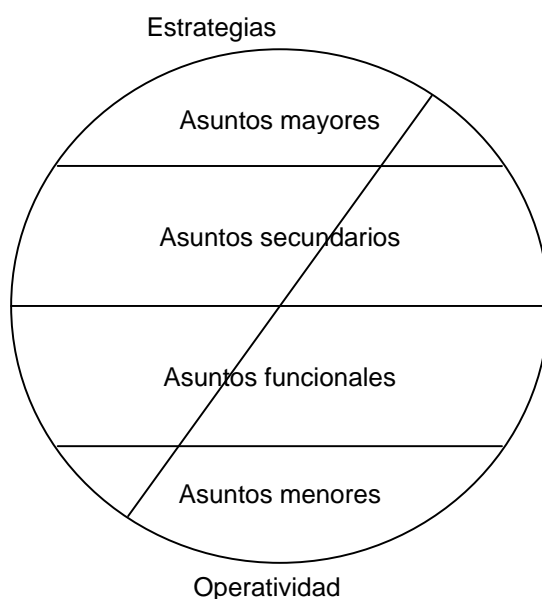 Estrategias
Asuntos mayores
Asuntos secundarios
Asuntos funcionales
Asuntos menores
Operatividad